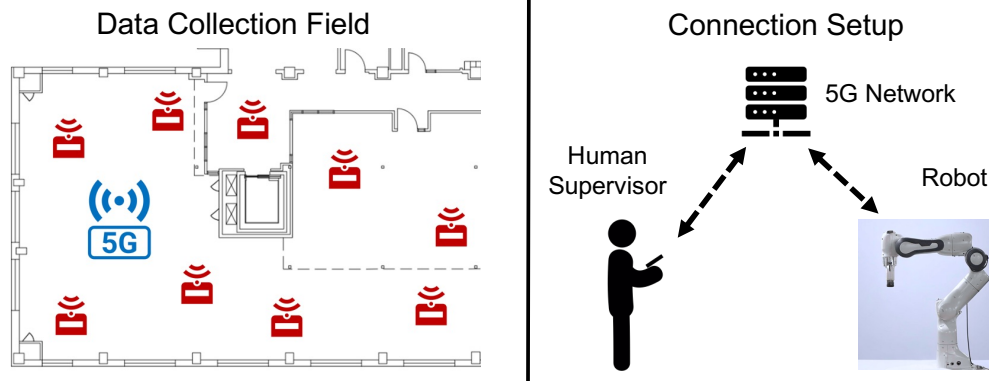 Data Collection Field
5G
Connection Setup
5G Network
Human
Supervisor
Robot